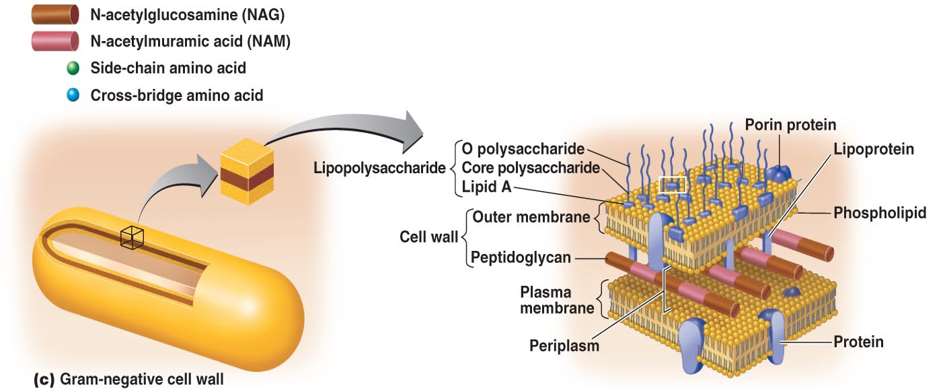 N-acetylglucosamine (NAG)
N-acetylmuramic acid (NAM)
Side-chain amino acid
Cross-bridge amino acid
Porin protein
Lipopolysaccharide
O polysaccharide
Core polysaccharide
Lipid A
Lipoprotein
Cell wall
Outer membrane
Phospholipid
Peptidoglycan
Plasma
membrane
Periplasm
Protein
(c) Gram-negative cell wall